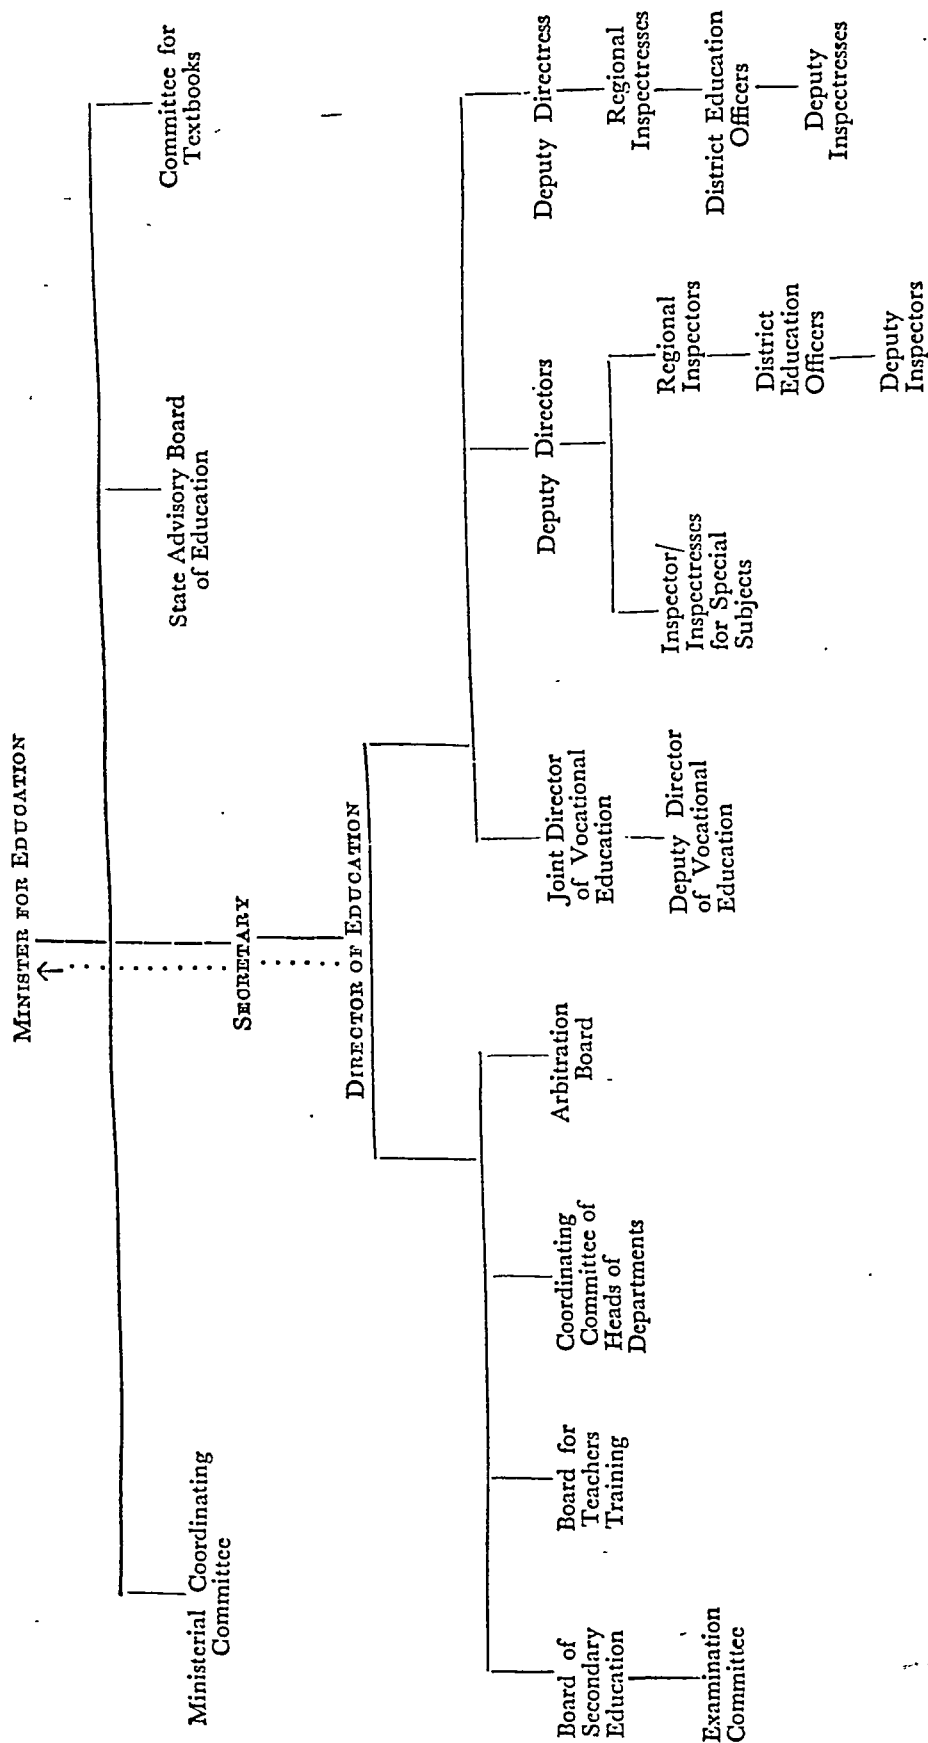 MINISTER FOR EDUCATION
Ministerial Coordinating
Committee
State Advisory Board
of Education
Committee for
Textbooks
SECRETARY
DIRECTOR OF EDUCATION
Board of
Secondary
Education
Examination
Committee
Board for
Teachers
Training
Coordinating
Committee of
Heads of
Departments
Arbitration
Board
Joint Director
of Vocational
Education
Deputy Director
of Vocational
Education
Deputy Directors
Inspector/
Inspectresses
for Special
Subjects
Regional
Inspectors
District
Education
Officers
Deputy
Inspectors
Deputy Directress
Regional
Inspectresses
District Education
Officers
Deputy
Inspectresses